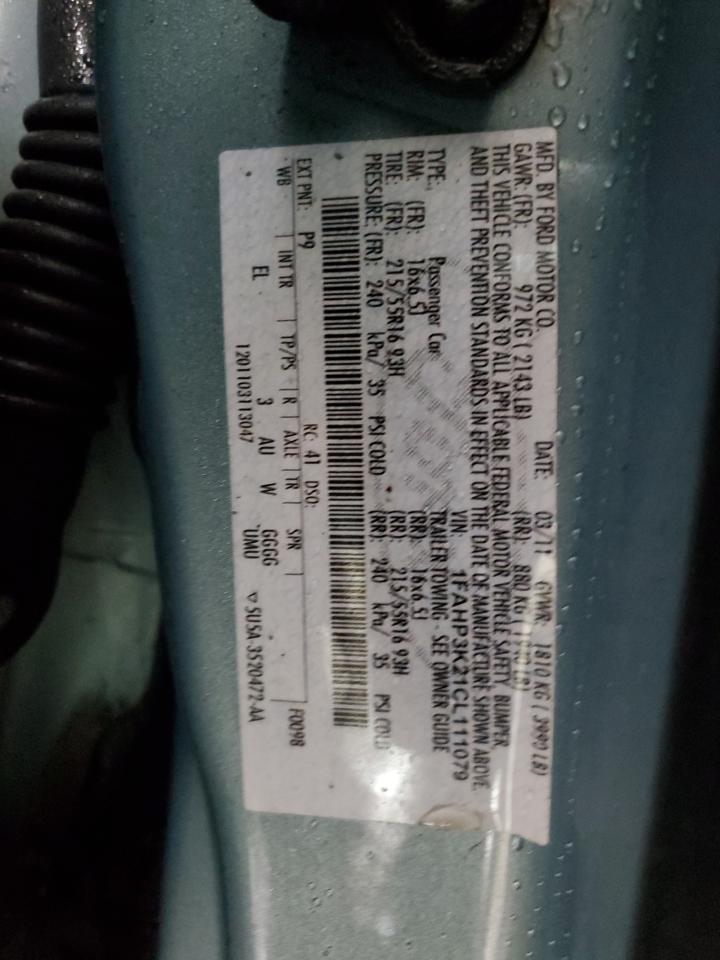 MFD. BY FORD MOTOR CO. DATE: 03/11 GVWR: 1810 KG ( 3990 LB)
GAWR: (FR): 972 KG ( 2143 LB) (RR): 880 KG (
THIS VEHICLE CONFORMS TO ALL APPLICABLE FEDERAL MOTOR VEHICLE SAFETY, BUMPER,
AND THEFT PREVENTION STANDARDS IN EFFECT ON THE DATE OF MANUFACTURE SHOWN ABOVE.
VIN: 1FAHP3K21CL111079
TYPE: Passenger Car TRAILER TOWING - SEE OWNER GUIDE
RIM: (FR): 16x6.5J (RR): 16x6.5J
TIRE: (FR): 215/55R16 93H (RR): 215/55R16 93H
PRESSURE: (FR): 240 kPa/ 35 PSI COLD (RR): 240 kPa/ 35 PSI COLD
EXT PNT: P9 RC: 41 DSO: F0098
WB INT TR TP/PS R AXLE TR SPR
EL 3 AU W GGGG
1201103113047 UMU ▽ 5U5A 3520472-AA